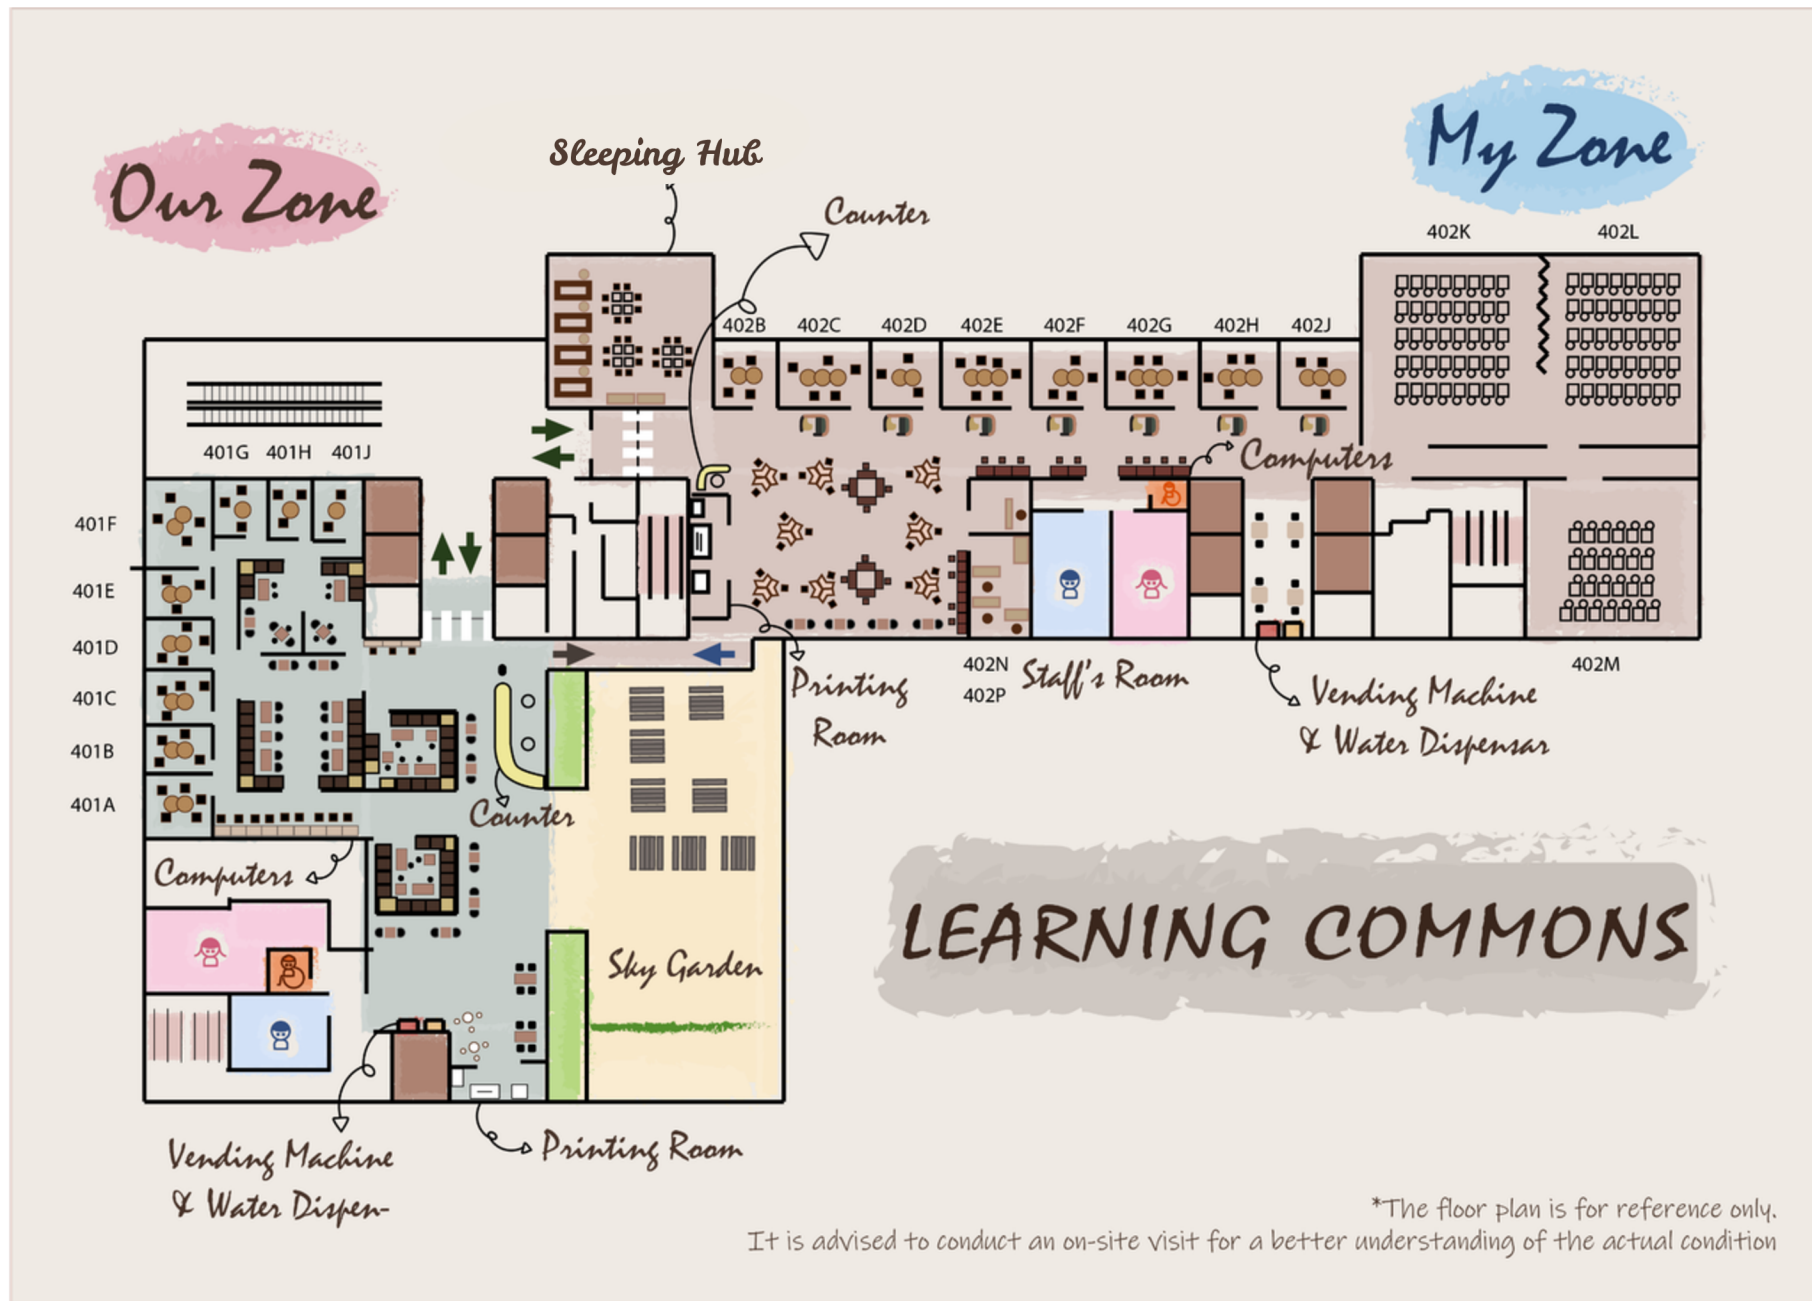 Our Zone
My Zone
Sleeping Hub
Counter
402K
402L
402B
402C
402D
402E
402F
402G
402H
402J
401G
401H
401J
Computers
401F
401E
401D
401C
401B
401A
402N
402P
Staff's Room
402M
Printing
Room
Vending Machine
& Water Dispensar
Counter
Computers
Sky Garden
LEARNING COMMONS
Vending Machine
& Water Dispen-
Printing Room
*The floor plan is for reference only.
It is advised to conduct an on-site visit for a better understanding of the actual condition